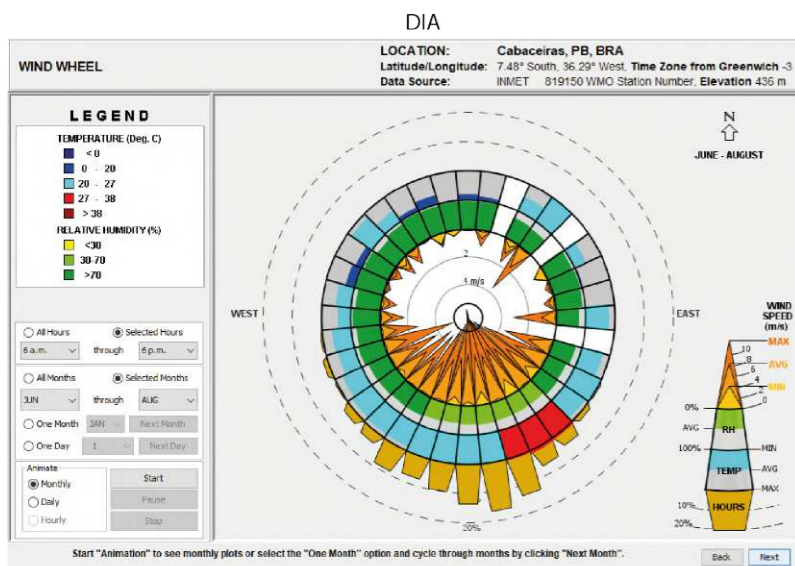 DIA
WIND WHEEL
LOCATION: Cabaceiras, PB, BRA
Latitude/Longitude: 7.48° South, 36.29° West, Time Zone from Greenwich -3
Data Source: INMET 819150 WMO Station Number, Elevation 436 m
LEGEND
TEMPERATURE (Deg. C)
< 0
0 - 20
20 - 27
27 - 38
> 38
RELATIVE HUMIDITY (%)
<30
30-70
>70
All Hours Selected Hours
6 a.m. through 6 p.m.
All Months Selected Months
JUN through AUG
One Month JAN Next Month
One Day 1 Next Day
Animate
Monthly Start
Daily Pause
Hourly Stop
N
JUNE - AUGUST
WEST
EAST
2
4 m/s
20%
WIND
SPEED
(m/s)
MAX
10
8
AVG
6
4
MIN
2
0
0%
AVG
RH
100%
MIN
TEMP
AVG
MAX
10%
HOURS
20%
Start "Animation" to see monthly plots or select the "One Month" option and cycle through months by clicking "Next Month".
Back Next